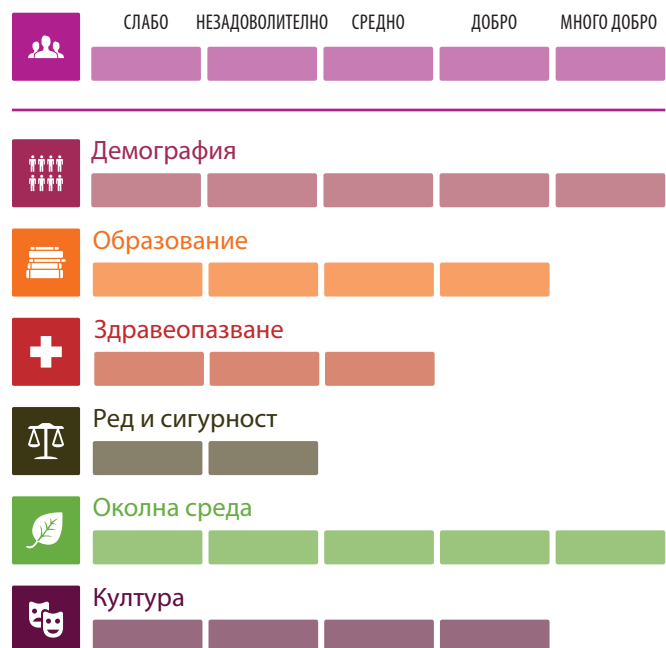 СЛАБО НЕЗАДОВОЛИТЕЛНО СРЕДНО ДОБРО МНОГО ДОБРО
Демография
Образование
Здравеопазване
Ред и сигурност
Околна среда
Култура